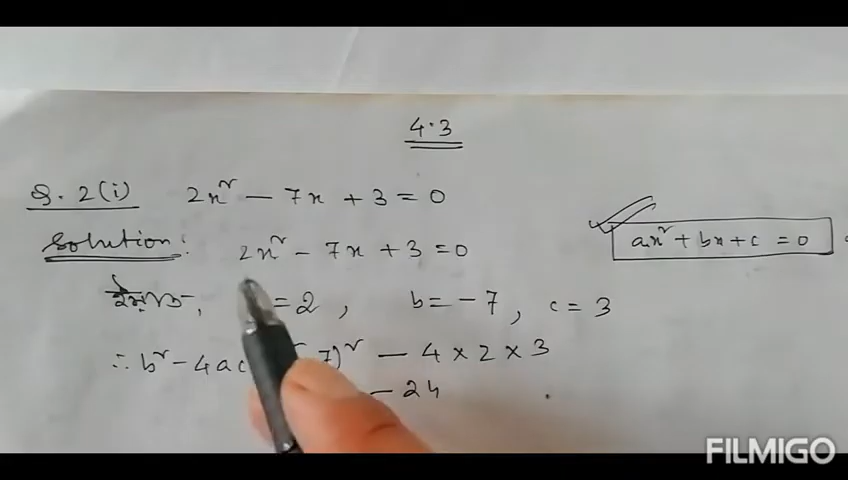 4.3
Q. 2(i) 2x² - 7x + 3 = 0
Solution: 2x² - 7x + 3 = 0
ax² + bx + c = 0
, = 2, b = -7, c = 3
∴ b² - 4ac 7)² - 4 × 2 × 3
- 24
FILMIGO